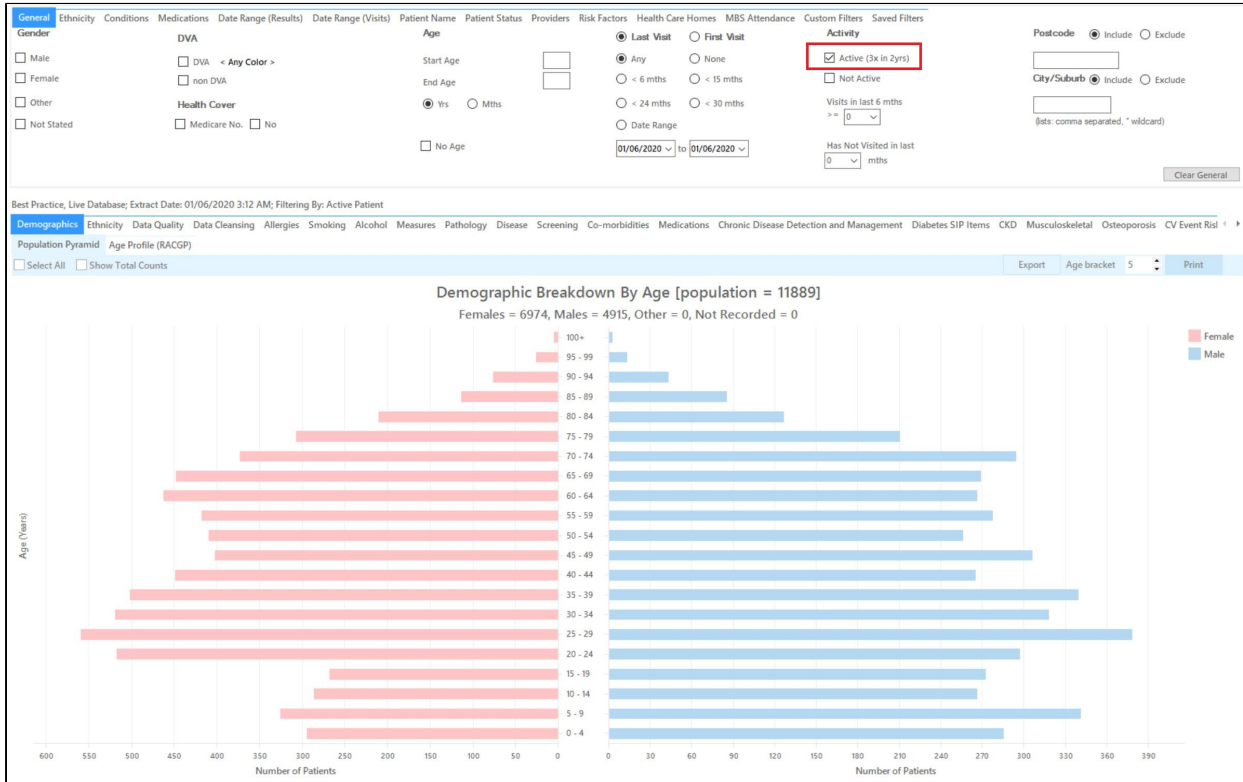 General Ethnicity Conditions Medications Date Range (Results) Date Range (Visits) Patient Name Patient Status Providers Risk Factors Health Care Homes MBS Attendance Custom Filters Saved Filters
Gender DVA Age Last Visit First Visit Activity Postcode Include Exclude
Male DVA < Any Color > Start Age Any None Active (3x in 2yrs)
Female non DVA End Age < 6 mths < 15 mths Not Active City/Suburb Include Exclude
Other Health Cover Yrs Mths < 24 mths < 30 mths Visits in last 6 mths
Not Stated Medicare No. No Date Range >= 0 (lists: comma separated, * wildcard)
No Age 01/06/2020 to 01/06/2020 Has Not Visited in last
0 mths
Clear General
Best Practice, Live Database; Extract Date: 01/06/2020 3:12 AM; Filtering By: Active Patient
Demographics Ethnicity Data Quality Data Cleansing Allergies Smoking Alcohol Measures Pathology Disease Screening Co-morbidities Medications Chronic Disease Detection and Management Diabetes SIP Items CKD Musculoskeletal Osteoporosis CV Event Risl
Population Pyramid Age Profile (RACGP)
Select All Show Total Counts Export Age bracket 5 Print
Demographic Breakdown By Age [population = 11889]
Females = 6974, Males = 4915, Other = 0, Not Recorded = 0
100+ Female
95 - 99 Male
90 - 94
85 - 89
80 - 84
75 - 79
70 - 74
65 - 69
60 - 64
55 - 59
50 - 54
45 - 49
40 - 44
35 - 39
30 - 34
25 - 29
20 - 24
15 - 19
10 - 14
5 - 9
0 - 4
Age (Years)
600 550 500 450 400 350 300 250 200 150 100 50 0 0 30 60 90 120 150 180 210 240 270 300 330 360 390
Number of Patients Number of Patients